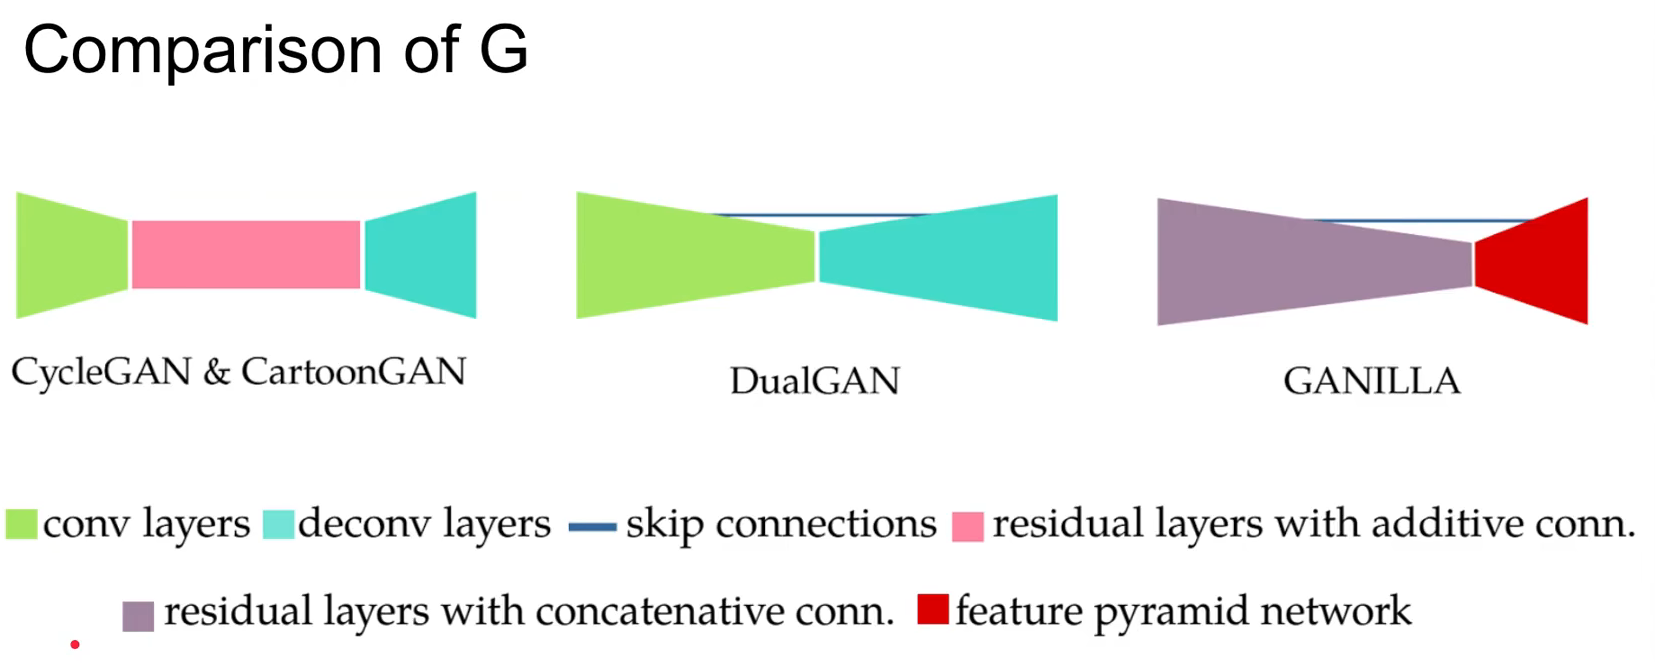 Comparison of G
CycleGAN & CartoonGAN
DualGAN
GANILLA
conv layers deconv layers skip connections residual layers with additive conn.
residual layers with concatenative conn. feature pyramid network